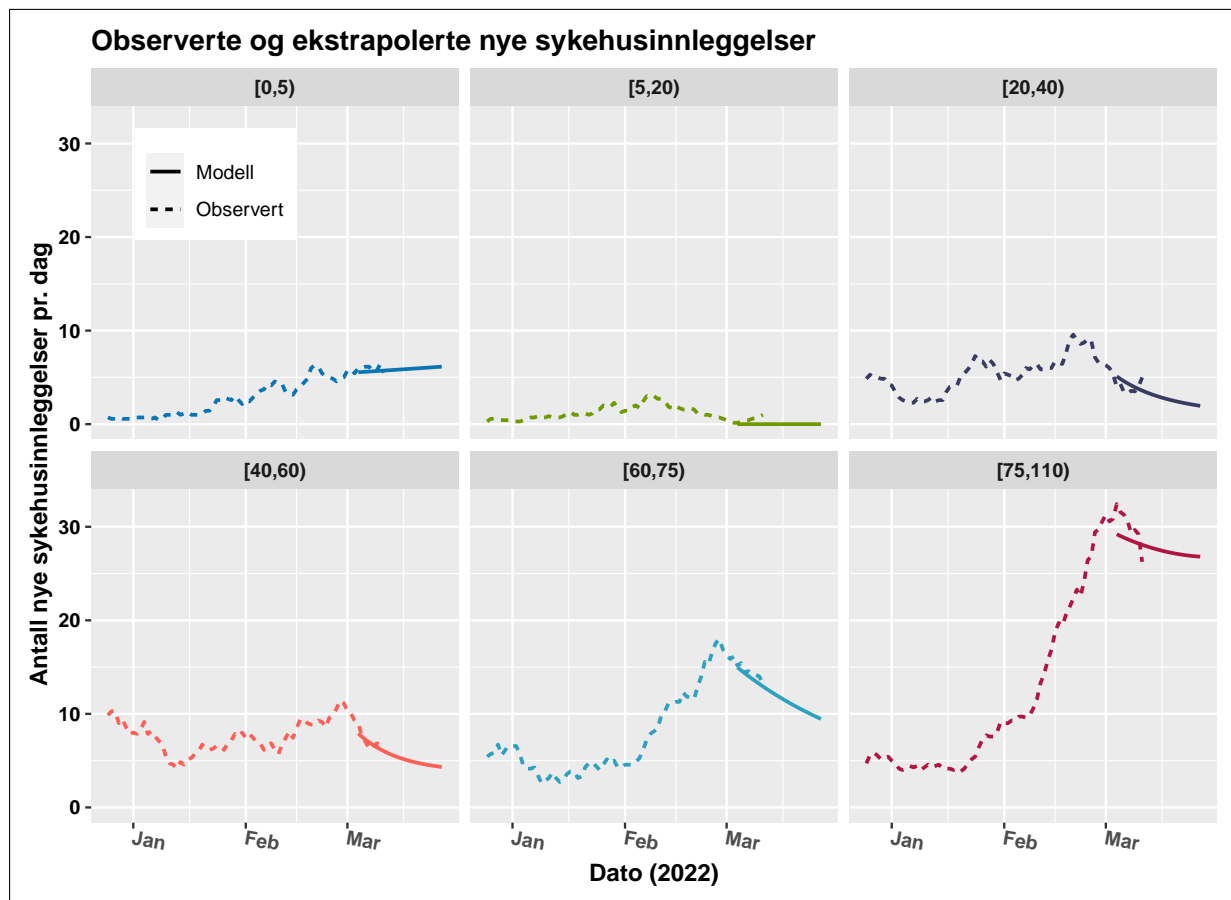 Observerte og ekstrapolerte nye sykehusinnleggelser
[0,5)
[5,20)
[20,40)
30
20
10
0
Modell
Observert
Antall nye sykehusinnleggelser pr. dag
[40,60)
[60,75)
[75,110)
30
20
10
0
Jan
Feb
Mar
Jan
Feb
Mar
Jan
Feb
Mar
Dato (2022)